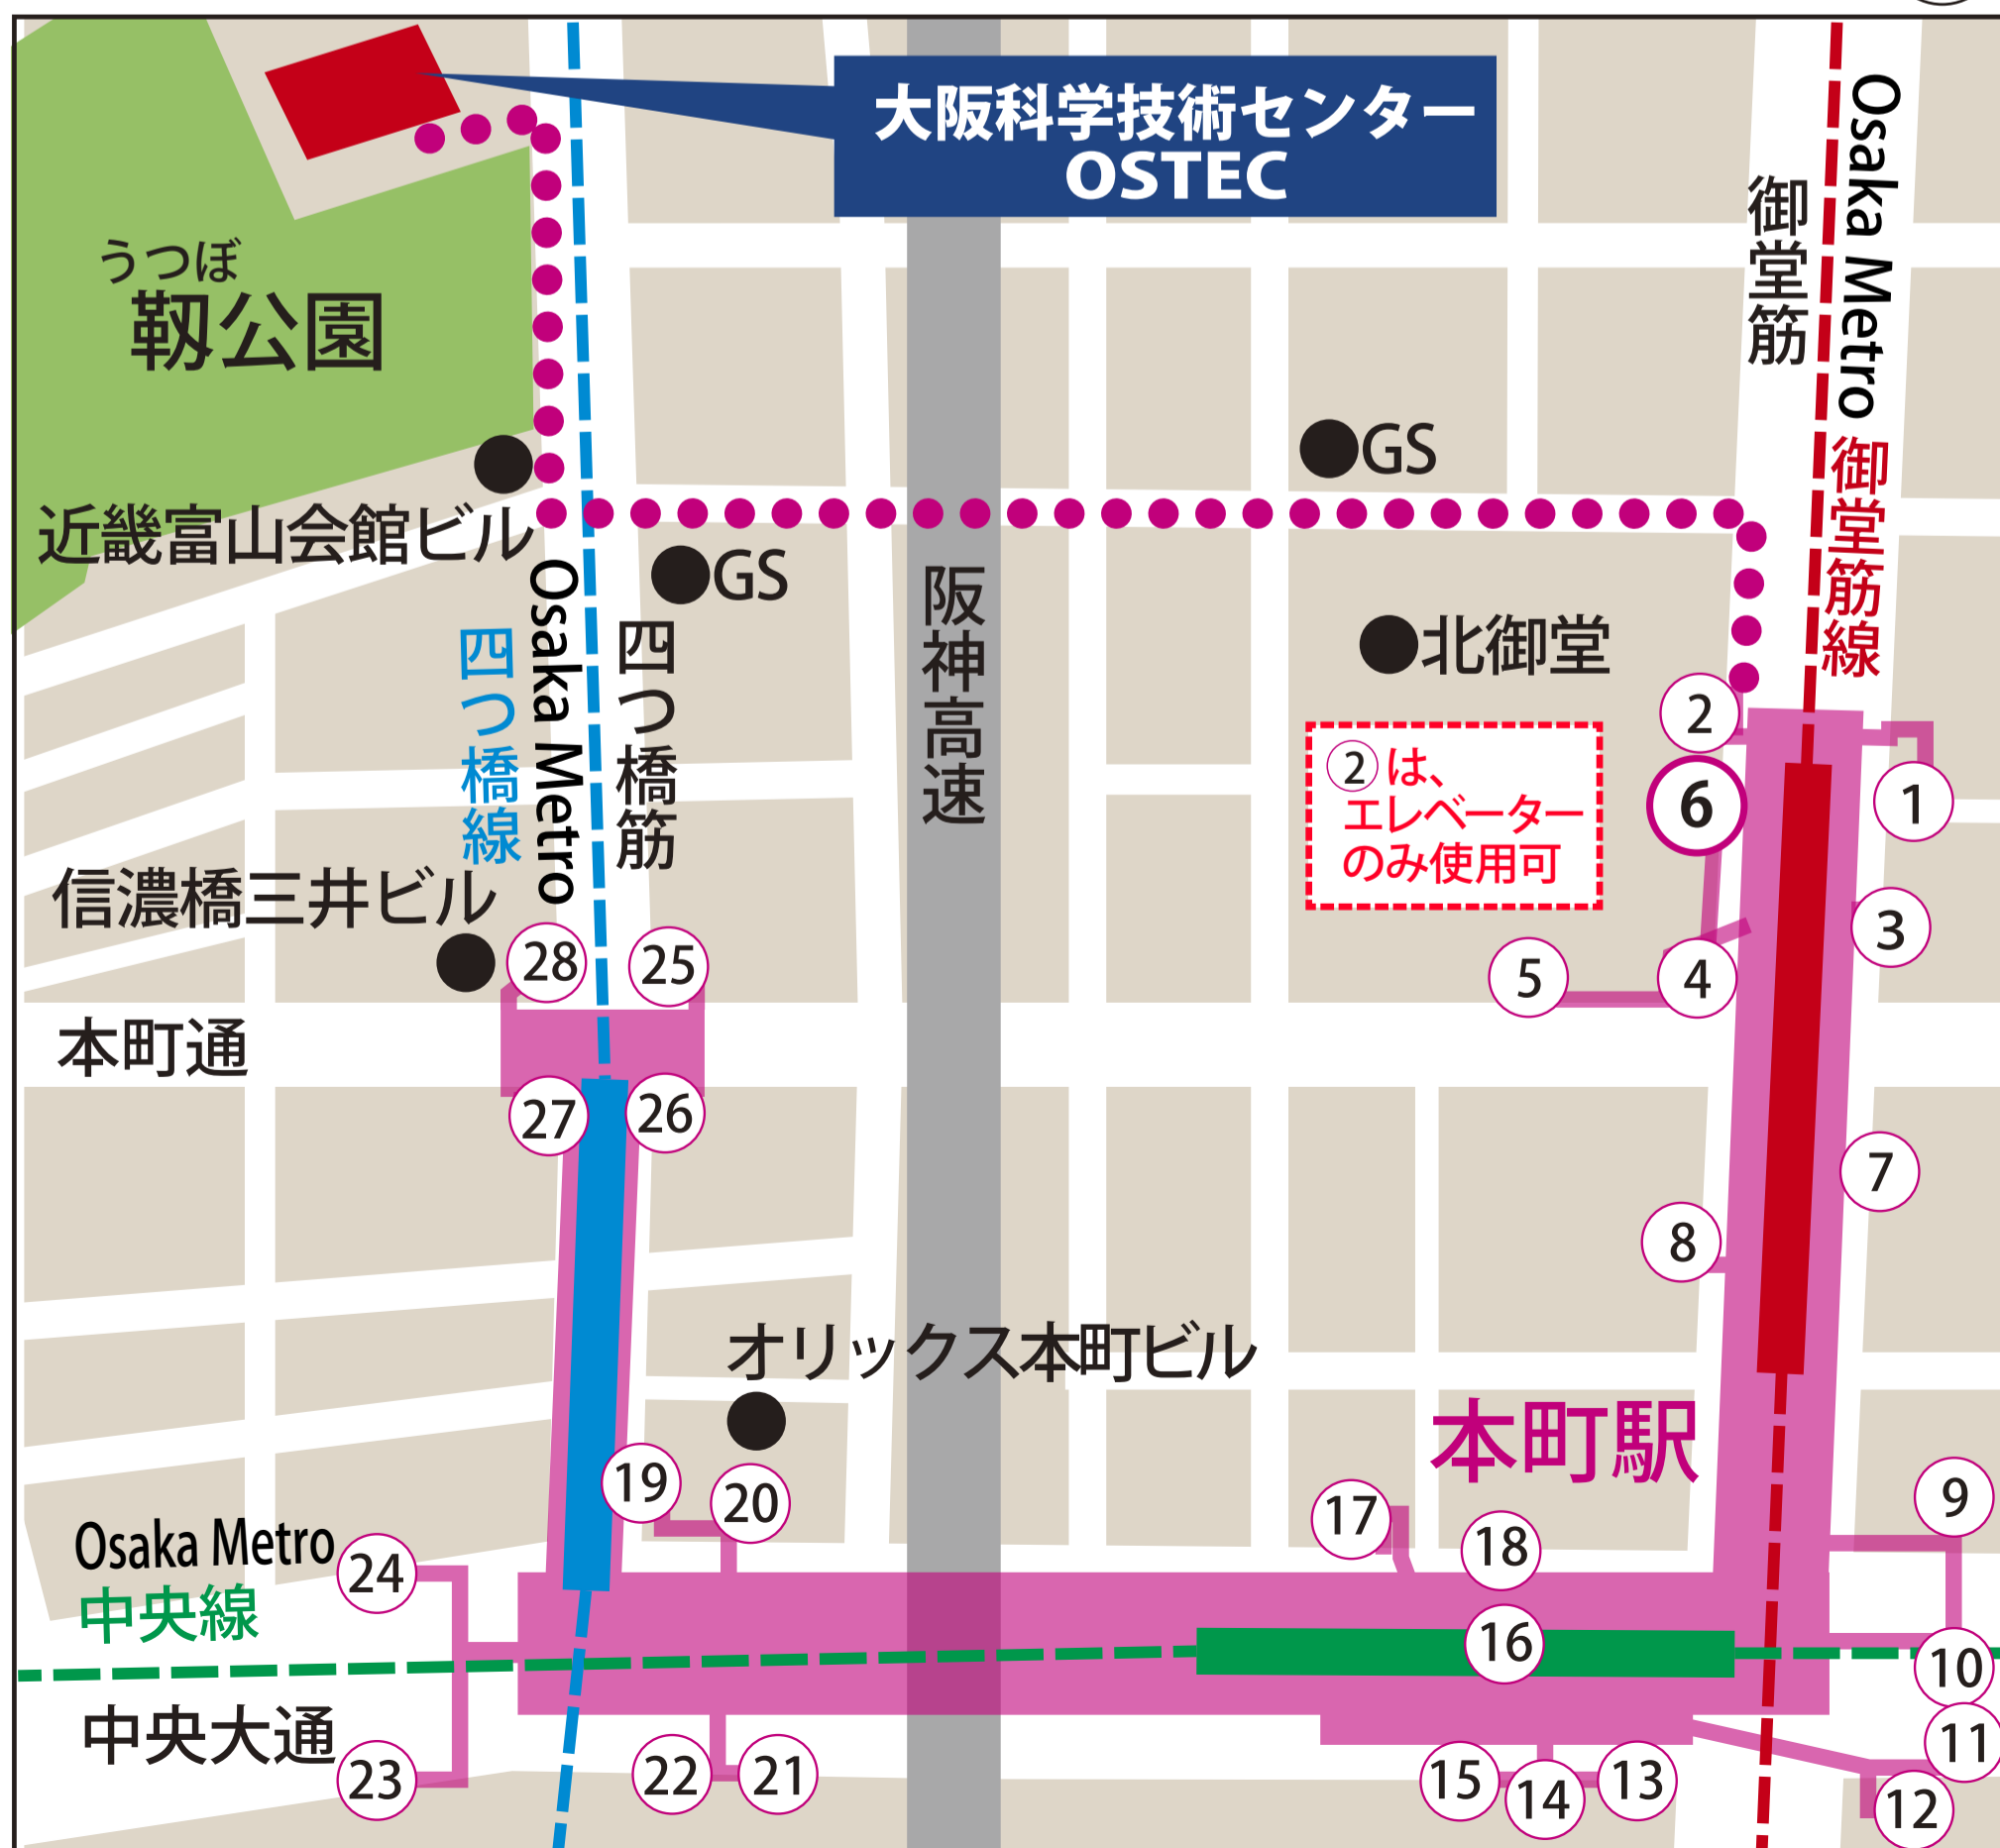 大阪科学技術センター
OSTEC
Osaka Metro
御堂筋線
御堂筋
うつぼ
靱公園
GS
近畿富山会館ビル
GS
Osaka Metro
四つ橋線
四つ橋筋
阪神高速
北御堂
2
②は、
エレベーター
のみ使用可
6
1
3
信濃橋三井ビル
28
25
5
4
本町通
27
26
7
8
オリックス本町ビル
本町駅
19
20
17
18
9
Osaka Metro
中央線
24
16
10
中央大通
11
23
22
21
15
14
13
12